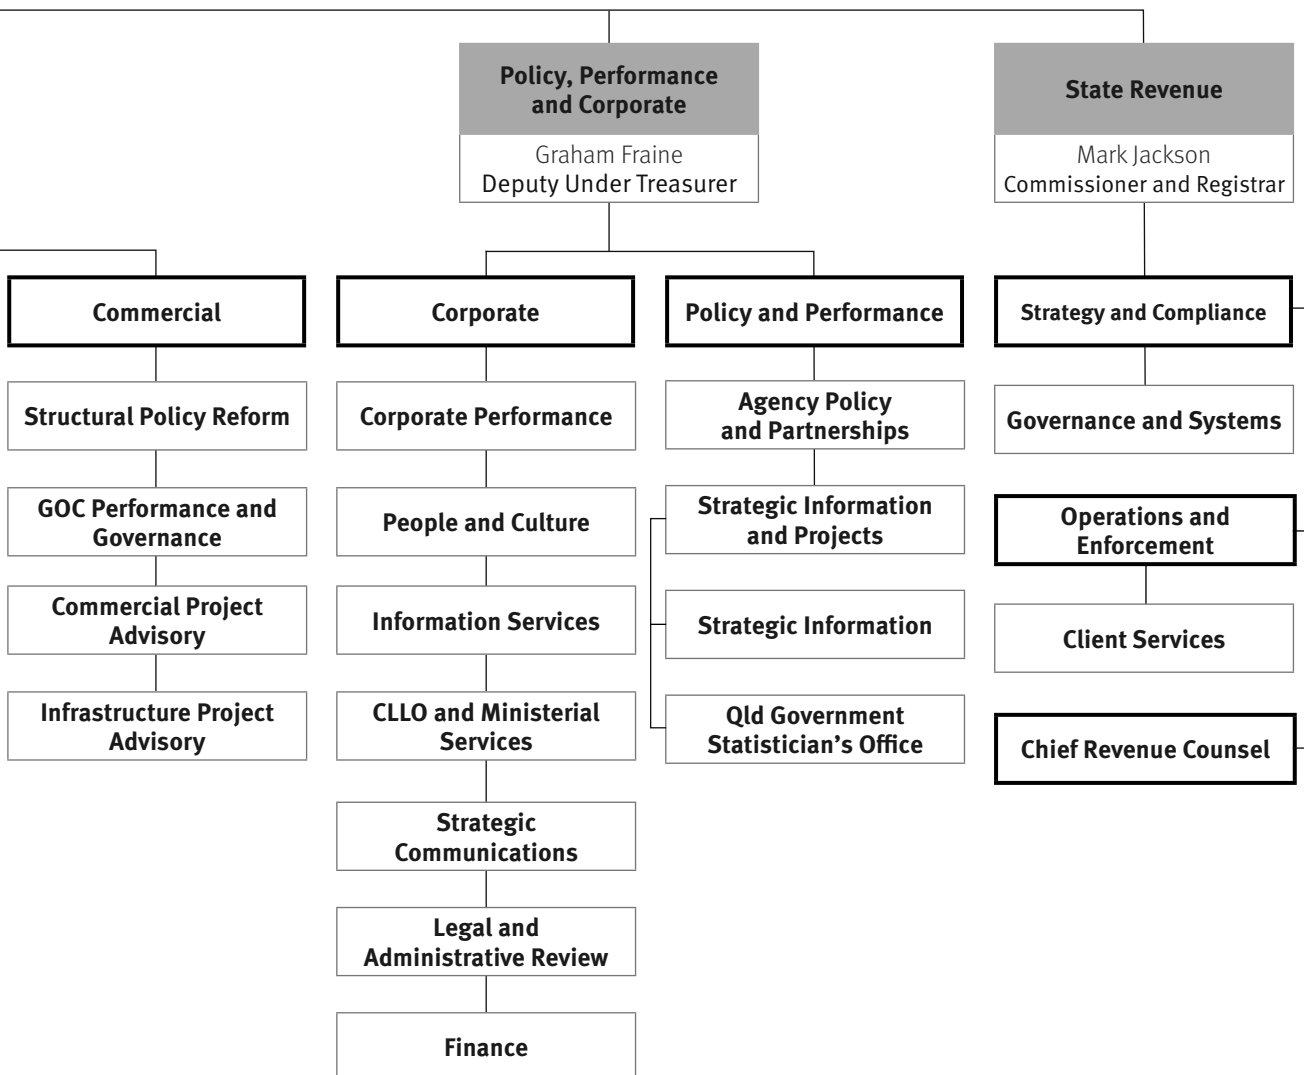 Policy, Performance
and Corporate
Graham Fraine
Deputy Under Treasurer
State Revenue
Mark Jackson
Commissioner and Registrar
Commercial
Structural Policy Reform
GOC Performance and
Governance
Commercial Project
Advisory
Infrastructure Project
Advisory
Corporate
Corporate Performance
People and Culture
Information Services
CLLO and Ministerial
Services
Strategic
Communications
Legal and
Administrative Review
Finance
Policy and Performance
Agency Policy
and Partnerships
Strategic Information
and Projects
Strategic Information
Qld Government
Statistician’s Office
Strategy and Compliance
Governance and Systems
Operations and
Enforcement
Client Services
Chief Revenue Counsel